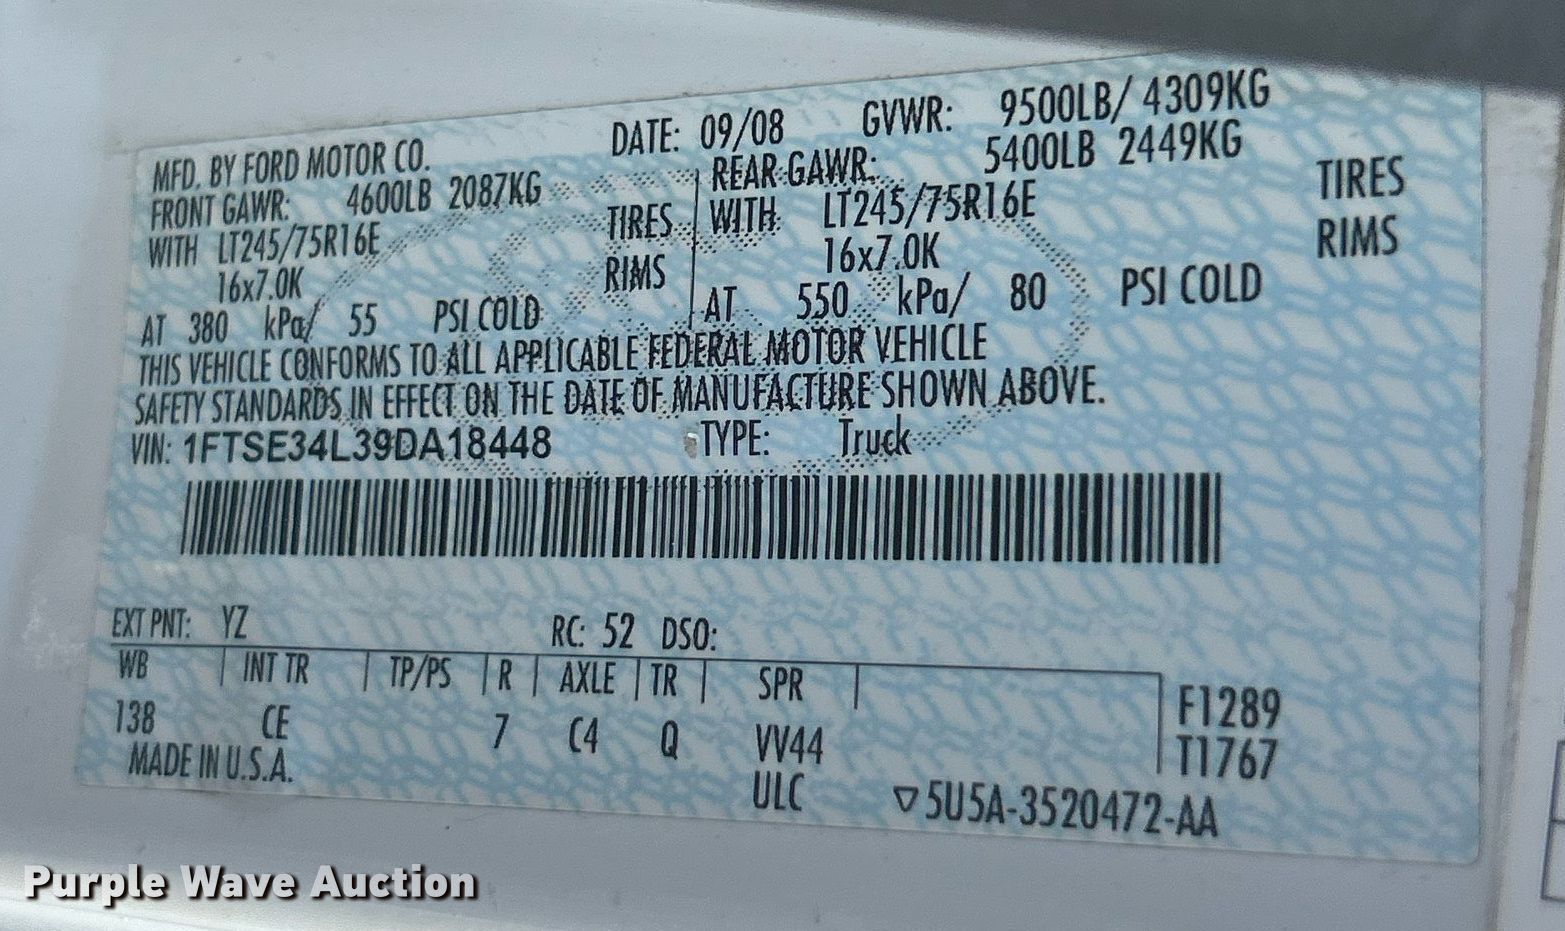 MFD. BY FORD MOTOR CO. DATE: 09/08 GVWR: 9500LB/ 4309KG
FRONT GAWR: 4600LB 2087KG REAR GAWR: 5400LB 2449KG
WITH LT245/75R16E TIRES WITH LT245/75R16E TIRES
16x7.0K RIMS 16x7.0K RIMS
AT 380 kPa/ 55 PSI COLD AT 550 kPa/ 80 PSI COLD
THIS VEHICLE CONFORMS TO ALL APPLICABLE FEDERAL MOTOR VEHICLE
SAFETY STANDARDS IN EFFECT ON THE DATE OF MANUFACTURE SHOWN ABOVE.
VIN: 1FTSE34L39DA18448 TYPE: Truck
EXT PNT: YZ RC: 52 DSO:
WB INT TR TP/PS R AXLE TR SPR
138 CE 7 C4 Q VV44 F1289
MADE IN U.S.A. ULC T1767
▽5U5A-3520472-AA
Purple Wave Auction